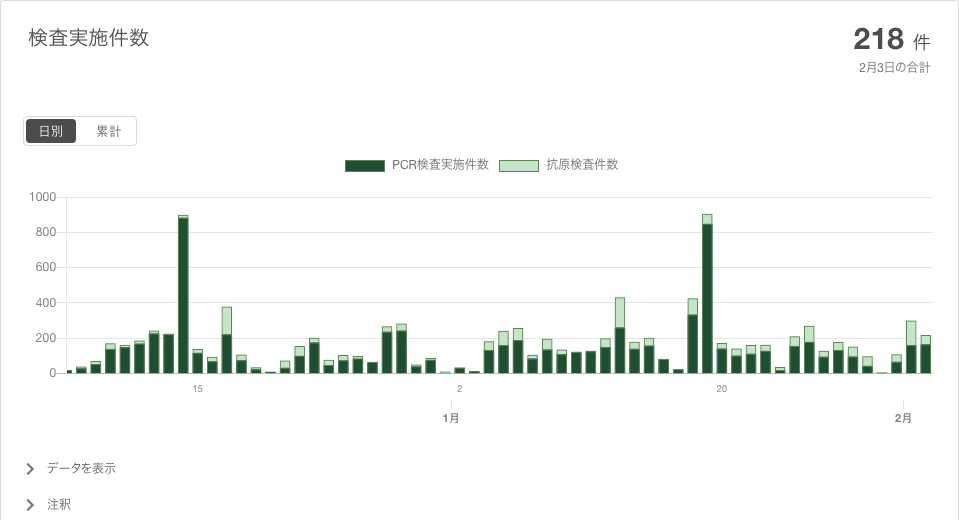 検査実施件数
218 件
2月3日の合計
日別 累計
PCR検査実施件数 抗原検査件数
1000
800
600
400
200
0
15 2 20
1月 2月
データを表示
注釈